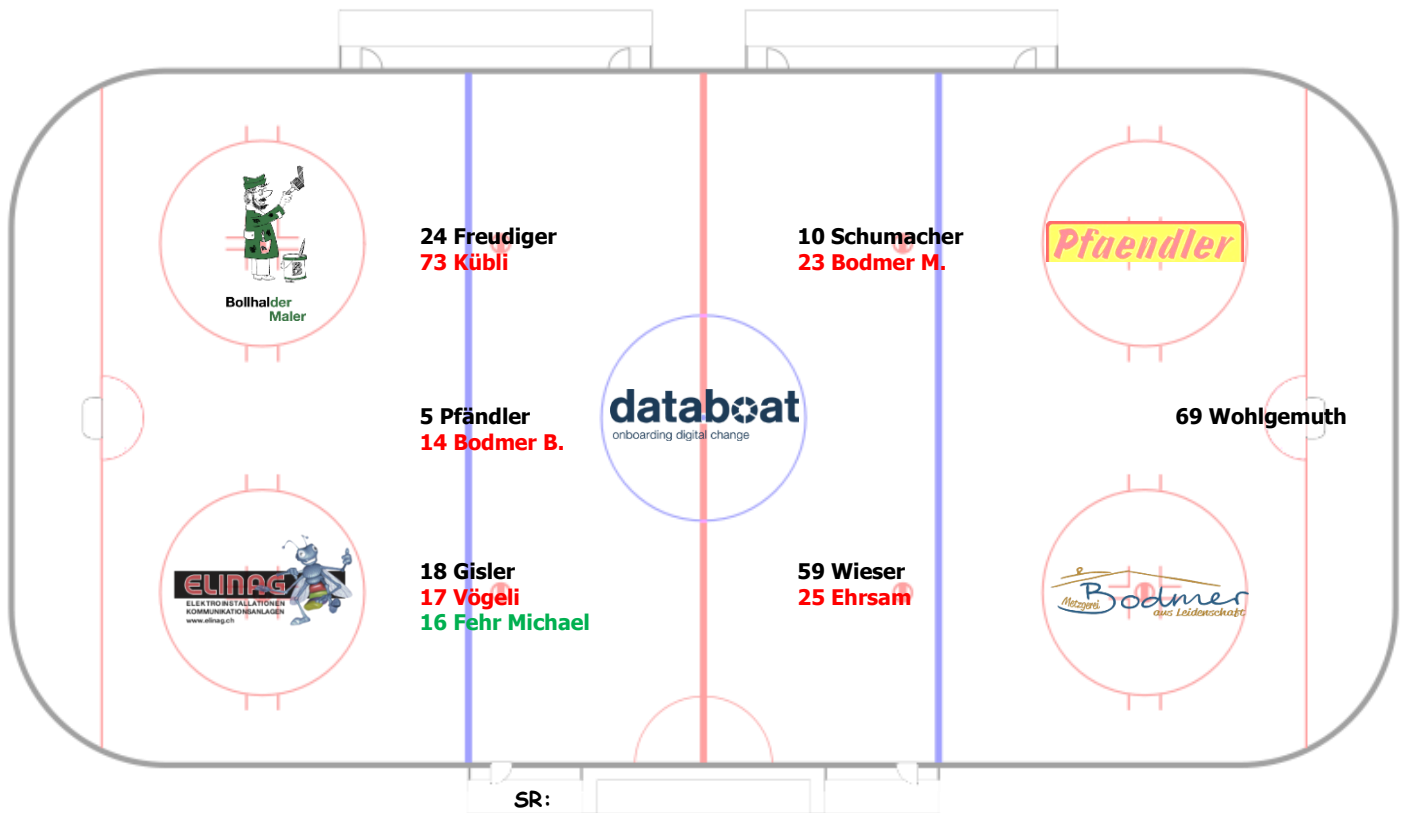 24 Freudiger
73 Kübli
10 Schumacher
23 Bodmer M.
Pfaendler
Bollhalder
Maler
5 Pfändler
14 Bodmer B.
databoat
onboarding digital change
69 Wohlgemuth
18 Gisler
17 Vögeli
16 Fehr Michael
59 Wieser
25 Ehrsam
ELINAG
ELEKTROINSTALLATIONEN
KOMMUNIKATIONSANLAGEN
www.elinag.ch
Metzgerei
Bodmer
aus Leidenschaft
SR: